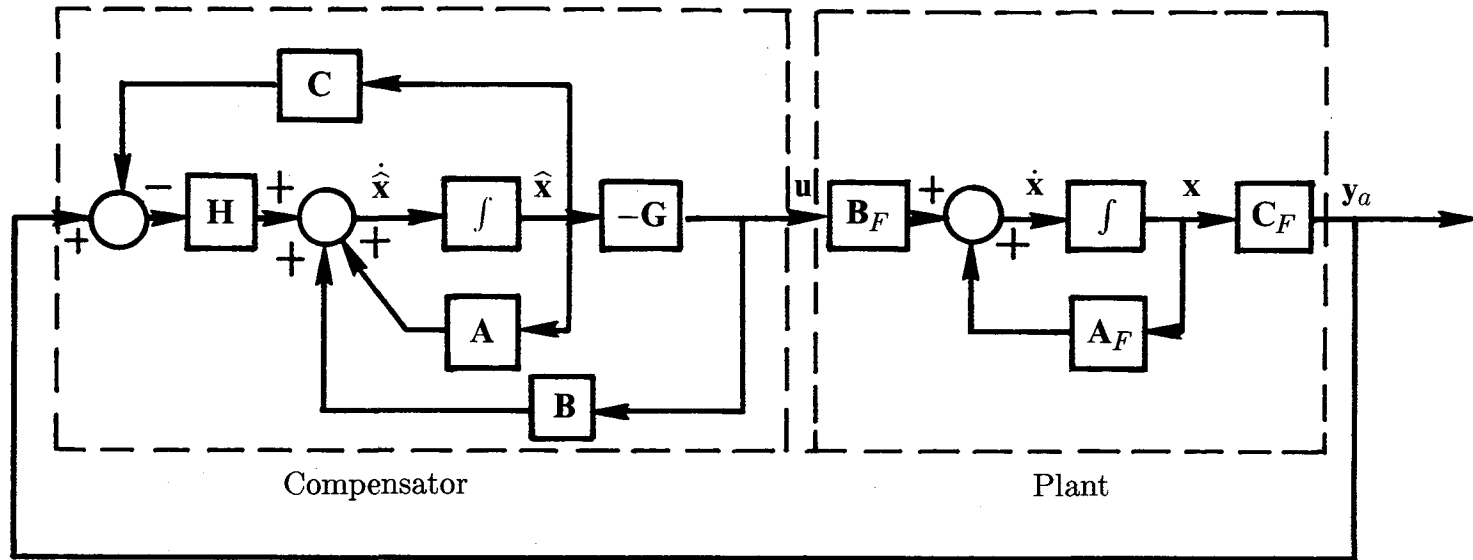 C
− H + ẋ̂ ∫ x̂ −G u B_F + ẋ ∫ x C_F y_a
+ + + +
A A_F
B
Compensator Plant